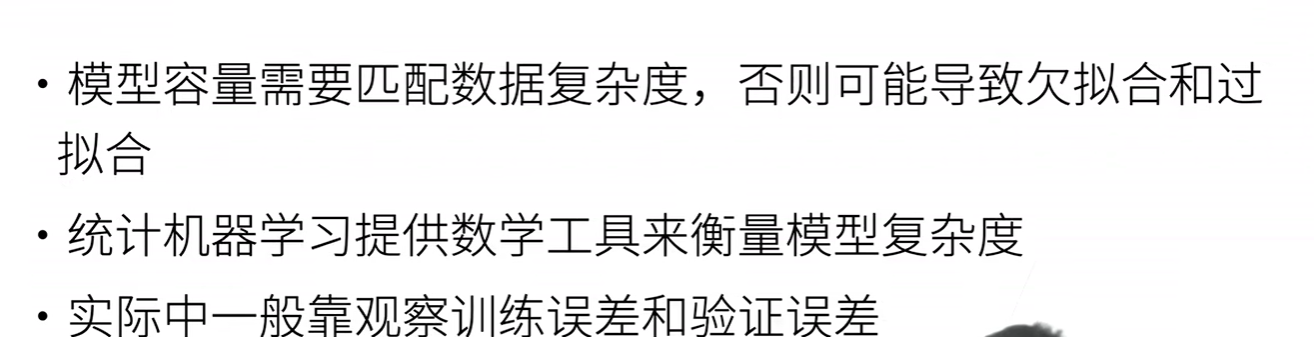 • 模型容量需要匹配数据复杂度，否则可能导致欠拟合和过
拟合
• 统计机器学习提供数学工具来衡量模型复杂度
• 实际中一般靠观察训练误差和验证误差